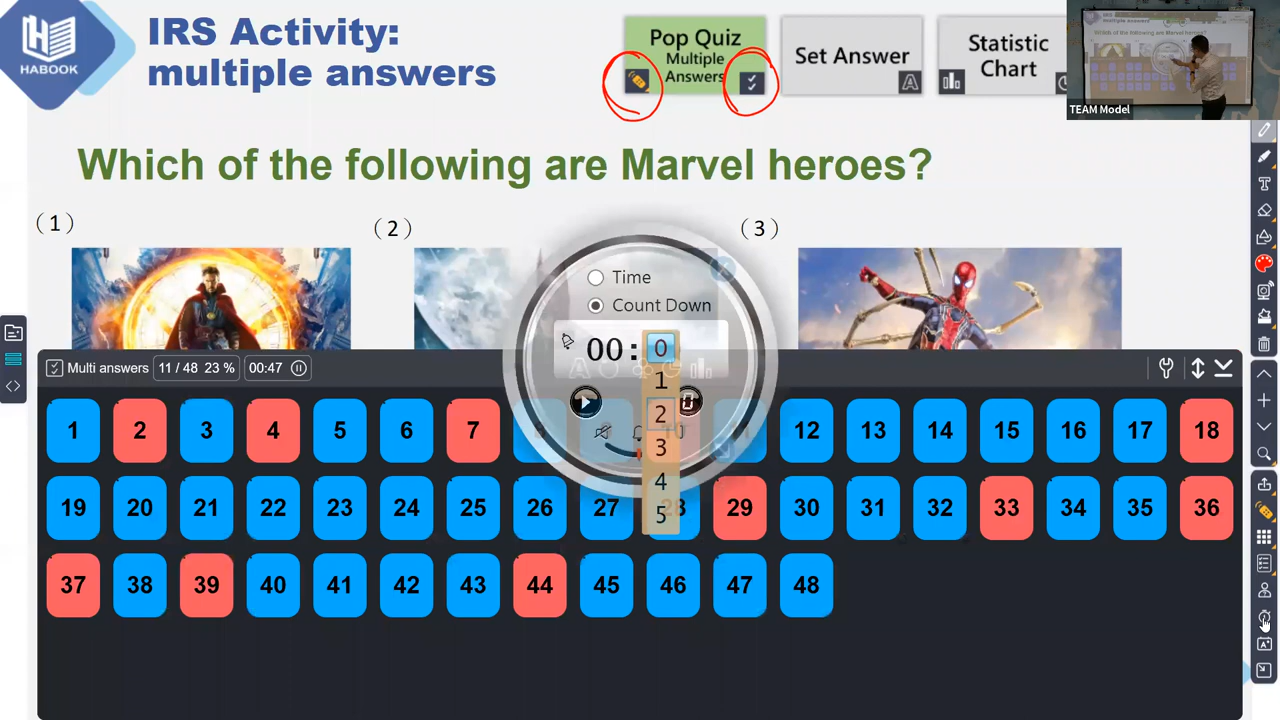 HABOOK
IRS Activity:
multiple answers
Pop Quiz
Multiple
Answers
Set Answer
A
Statistic
Chart
TEAM Model
Which of the following are Marvel heroes?
(1)
(2)
(3)
Time
Count Down
00:0
1
2
3
4
5
Multi answers 11 / 48 23 % 00:47
1 2 3 4 5 6 7 12 13 14 15 16 17 18
19 20 21 22 23 24 25 26 27 28 29 30 31 32 33 34 35 36
37 38 39 40 41 42 43 44 45 46 47 48